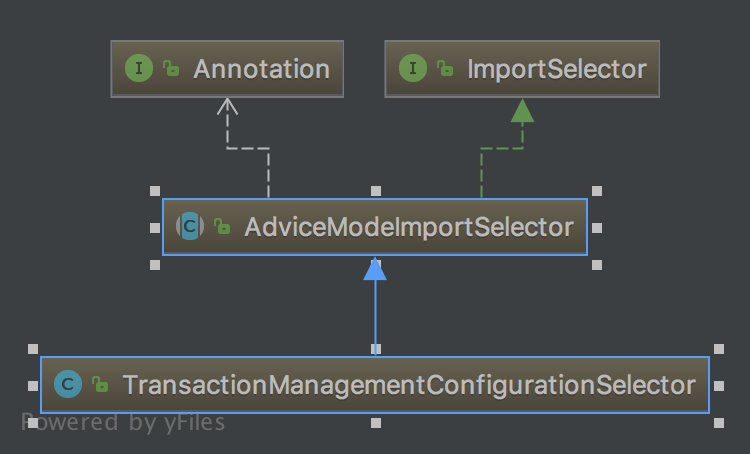 I Annotation
I ImportSelector
C AdviceModeImportSelector
C TransactionManagementConfigurationSelector
Powered by yFiles